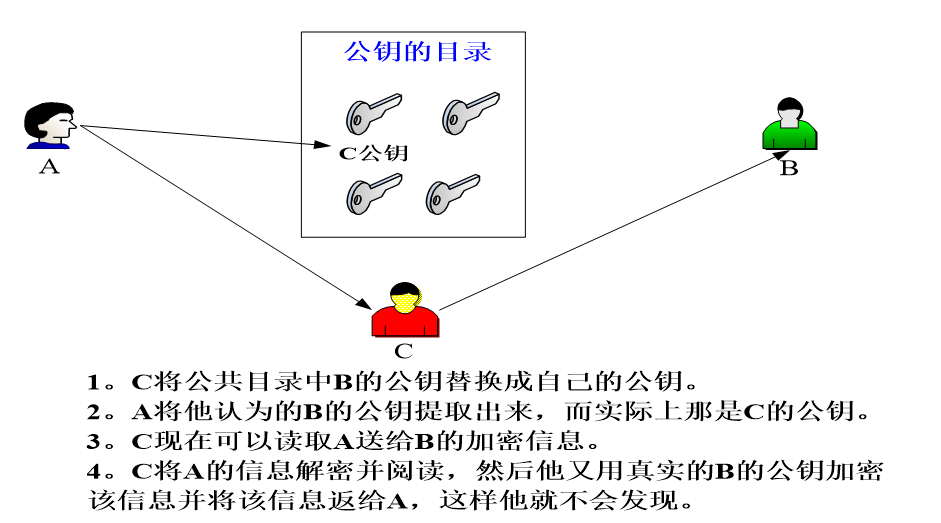 公钥的目录
C公钥
A
B
C
1。C将公共目录中B的公钥替换成自己的公钥。
2。A将他认为的B的公钥提取出来，而实际上那是C的公钥。
3。C现在可以读取A送给B的加密信息。
4。C将A的信息解密并阅读，然后他又用真实的B的公钥加密
该信息并将该信息返给A，这样他就不会发现。